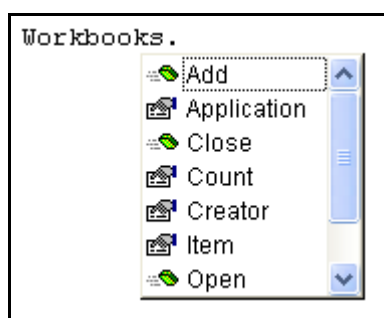 Workbooks.
Add
Application
Close
Count
Creator
Item
Open